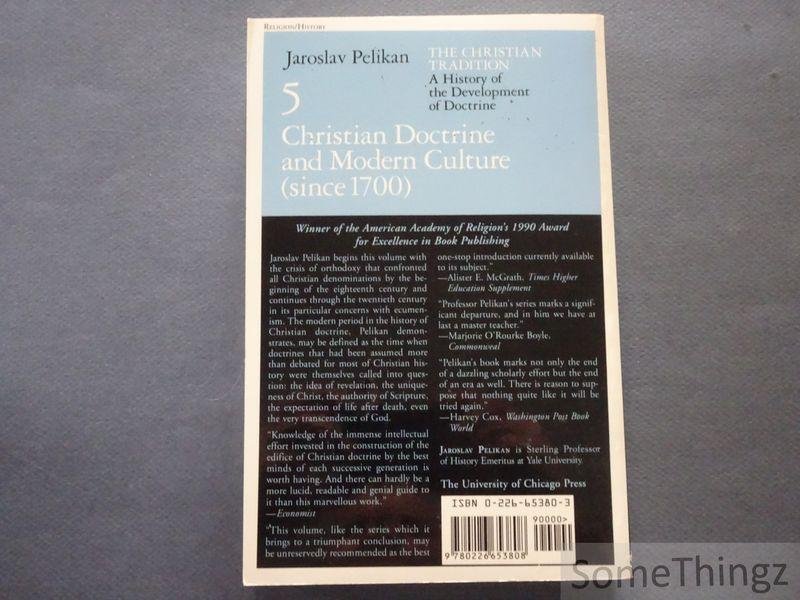 RELIGION/HISTORY
Jaroslav Pelikan
THE CHRISTIAN
TRADITION
A History of
the Development
of Doctrine
5
Christian Doctrine
and Modern Culture
(since 1700)
Winner of the American Academy of Religion's 1990 Award
for Excellence in Book Publishing
Jaroslav Pelikan begins this volume with
the crisis of orthodoxy that confronted
all Christian denominations by the be-
ginning of the eighteenth century and
continues through the twentieth century
in its particular concerns with ecumen-
ism. The modern period in the history of
Christian doctrine, Pelikan demon-
strates, may be defined as the time when
doctrines that had been assumed more
than debated for most of Christian his-
tory were themselves called into ques-
tion: the idea of revelation, the unique-
ness of Christ, the authority of Scripture,
the expectation of life after death, even
the very transcendence of God.
"Knowledge of the immense intellectual
effort invested in the construction of the
edifice of Christian doctrine by the best
minds of each successive generation is
worth having. And there can hardly be a
more lucid, readable and genial guide to
it than this marvellous work."
—Economist
"This volume, like the series which it
brings to a triumphant conclusion, may
be unreservedly recommended as the best
one-stop introduction currently available
to its subject."
—Alister E. McGrath, Times Higher
Education Supplement
"Professor Pelikan's series marks a signif-
icant departure, and in him we have at
last a master teacher."
—Marjorie O'Rourke Boyle,
Commonweal
"Pelikan's book marks not only the end
of a dazzling scholarly effort but the end
of an era as well. There is reason to sup-
pose that nothing quite like it will be
tried again."
—Harvey Cox, Washington Post Book
World
JAROSLAV PELIKAN is Sterling Professor
of History Emeritus at Yale University.
The University of Chicago Press
ISBN 0-226-65380-3
90000>
9 780226 653808
SomeThingz